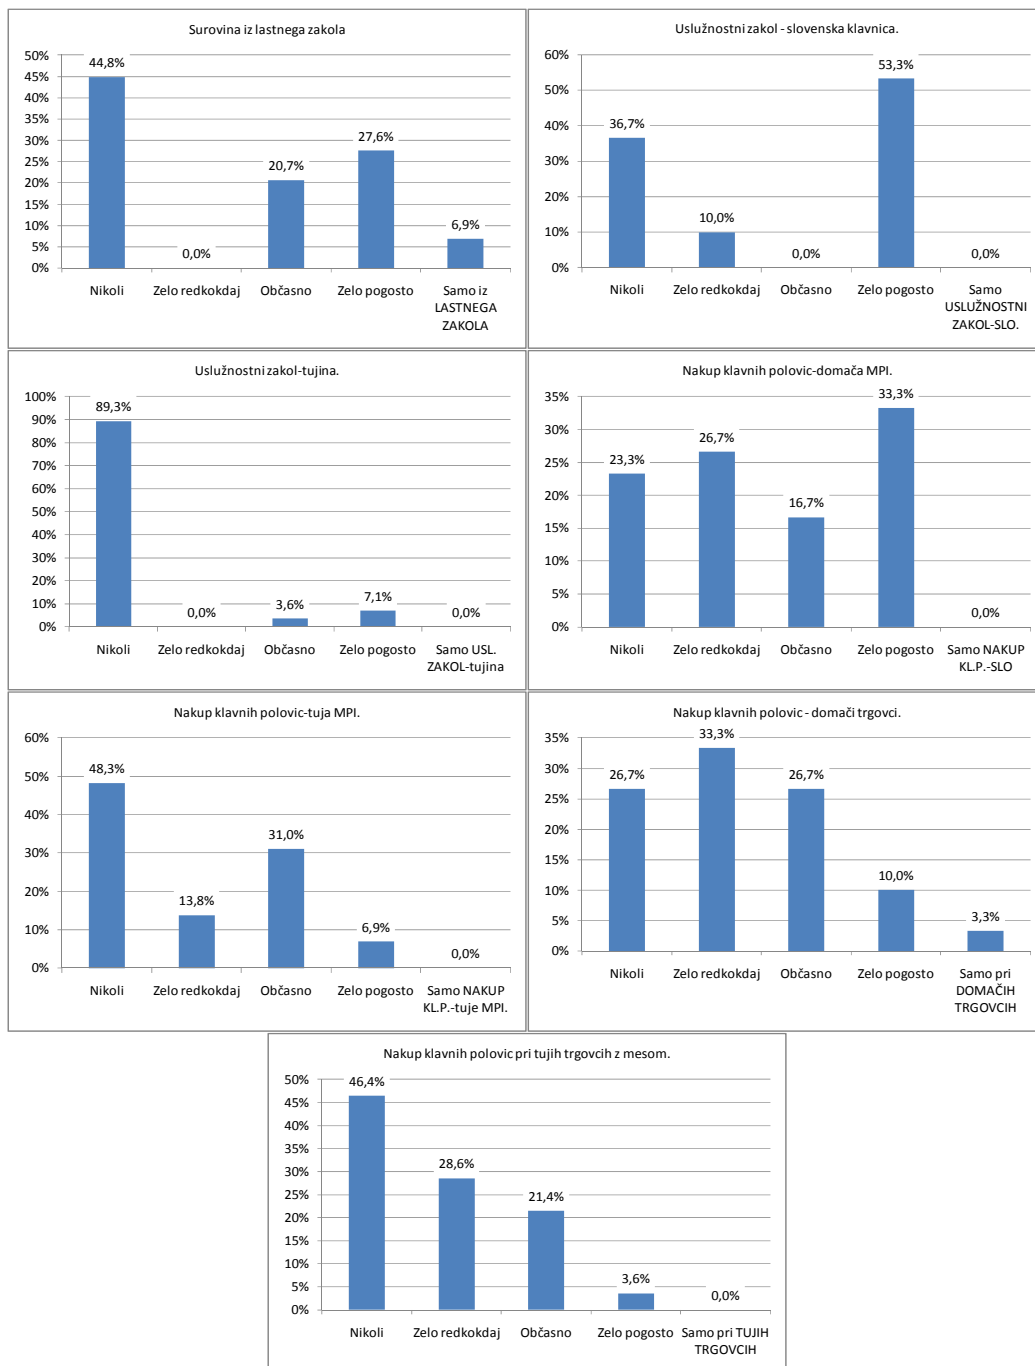 Surovina iz lastnega zakola
50%
45%
40%
35%
30%
25%
20%
15%
10%
5%
0%
44,8%
0,0%
20,7%
27,6%
6,9%
Nikoli
Zelo redkokdaj
Občasno
Zelo pogosto
Samo iz
LASTNEGA
ZAKOLA
Uslužnostni zakol - slovenska klavnica.
60%
50%
40%
30%
20%
10%
0%
36,7%
10,0%
0,0%
53,3%
0,0%
Nikoli
Zelo redkokdaj
Občasno
Zelo pogosto
Samo
USLUŽNOSTNI
ZAKOL-SLO.
Uslužnostni zakol-tujina.
100%
90%
80%
70%
60%
50%
40%
30%
20%
10%
0%
89,3%
0,0%
3,6%
7,1%
0,0%
Nikoli
Zelo redkokdaj
Občasno
Zelo pogosto
Samo USL.
ZAKOL-tujina
Nakup klavnih polovic-domača MPI.
35%
30%
25%
20%
15%
10%
5%
0%
23,3%
26,7%
16,7%
33,3%
0,0%
Nikoli
Zelo redkokdaj
Občasno
Zelo pogosto
Samo NAKUP
KL.P.-SLO
Nakup klavnih polovic-tuja MPI.
60%
50%
40%
30%
20%
10%
0%
48,3%
13,8%
31,0%
6,9%
0,0%
Nikoli
Zelo redkokdaj
Občasno
Zelo pogosto
Samo NAKUP
KL.P.-tuje MPI.
Nakup klavnih polovic - domači trgovci.
35%
30%
25%
20%
15%
10%
5%
0%
26,7%
33,3%
26,7%
10,0%
3,3%
Nikoli
Zelo redkokdaj
Občasno
Zelo pogosto
Samo pri
DOMAČIH
TRGOVCIH
Nakup klavnih polovic pri tujih trgovcih z mesom.
50%
45%
40%
35%
30%
25%
20%
15%
10%
5%
0%
46,4%
28,6%
21,4%
3,6%
0,0%
Nikoli
Zelo redkokdaj
Občasno
Zelo pogosto
Samo pri TUJIH
TRGOVCIH